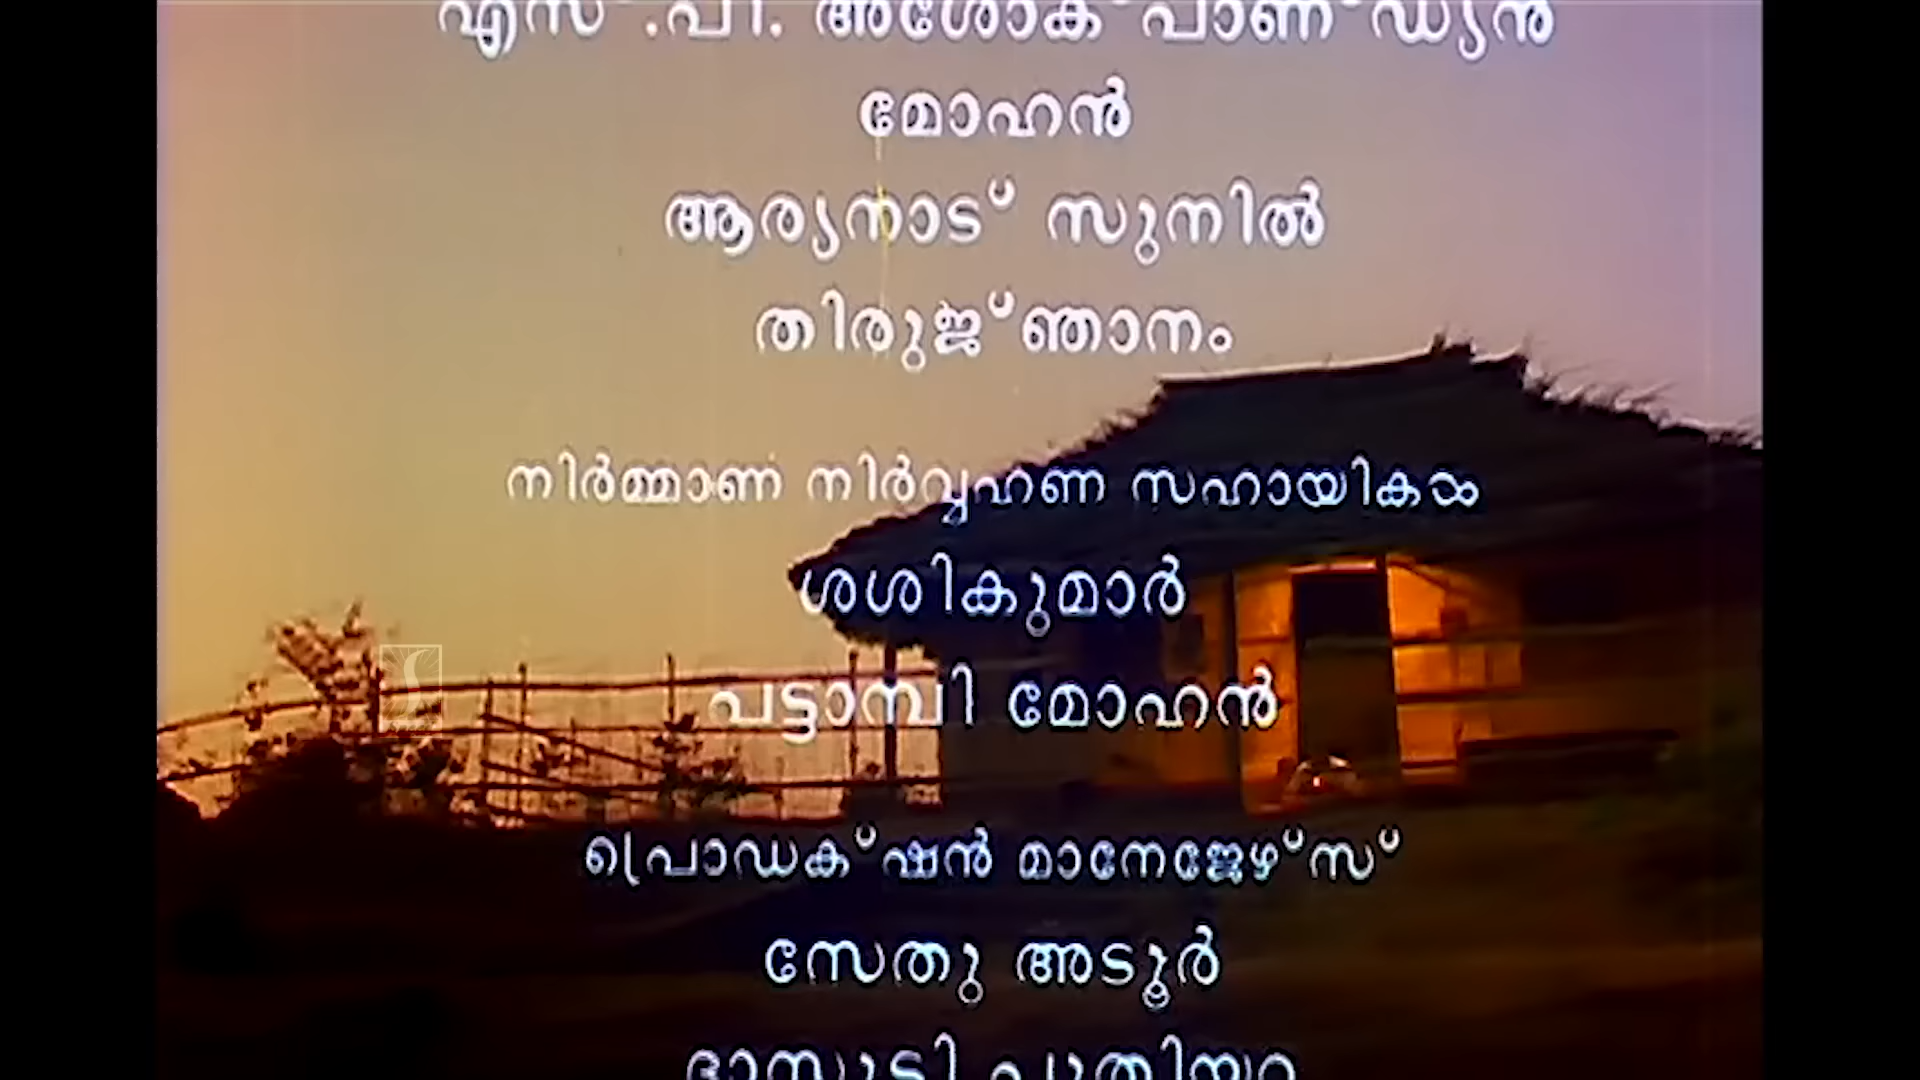 എസ്.പി. അശോക് പാണ്ഡ്യൻ
മോഹൻ
ആര്യനാട് സുനിൽ
തിരുജ്ഞാനം
നിർമ്മാണ നിർവ്വഹണ സഹായികൾ
ശശികുമാർ
പട്ടാമ്പി മോഹൻ
പ്രൊഡക്ഷൻ മാനേജേഴ്സ്
സേതു അടൂർ